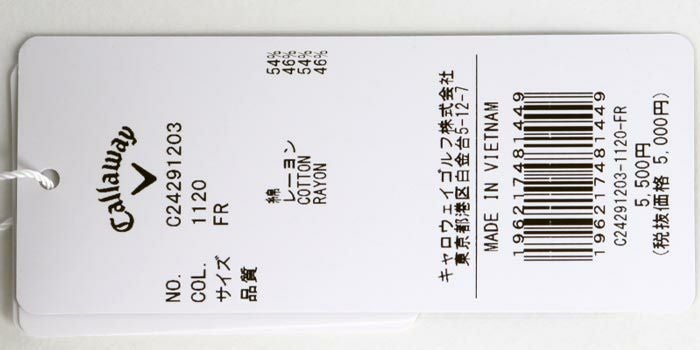 Callaway
NO. C24291203
COL. 1120
サイズ FR
品質
綿 54%
レーヨン 46%
COTTON 54%
RAYON 46%
キャロウェイゴルフ株式会社
東京都港区白金台5-12-7
MADE IN VIETNAM
196217481449
196217481449
C24291203-1120-FR
5,500円
(税抜価格 5,000円)